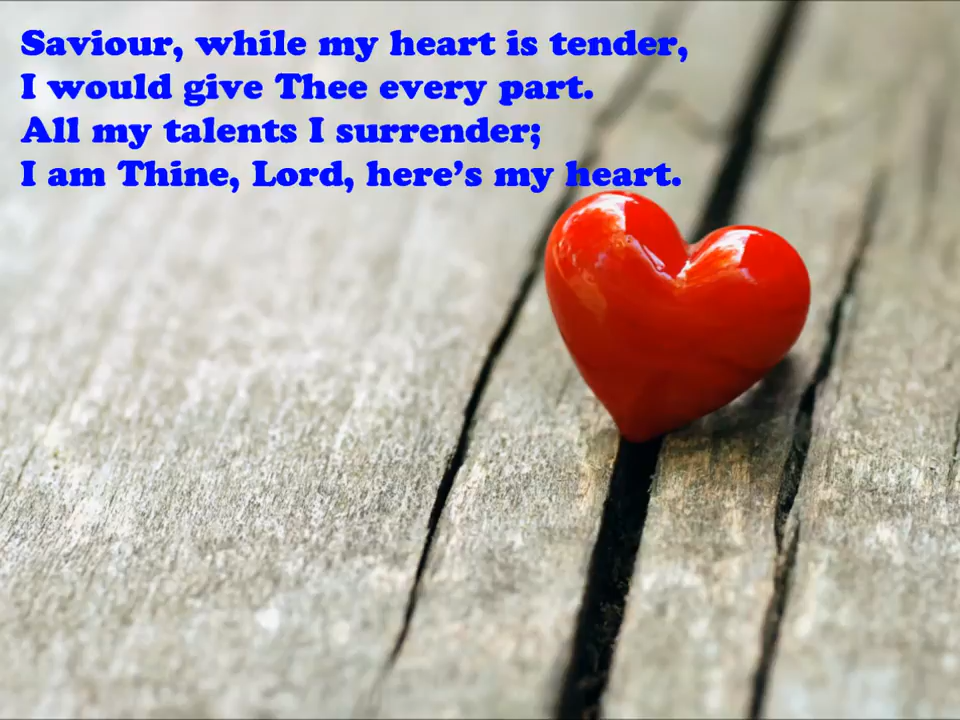 Saviour, while my heart is tender,
I would give Thee every part.
All my talents I surrender;
I am Thine, Lord, here’s my heart.